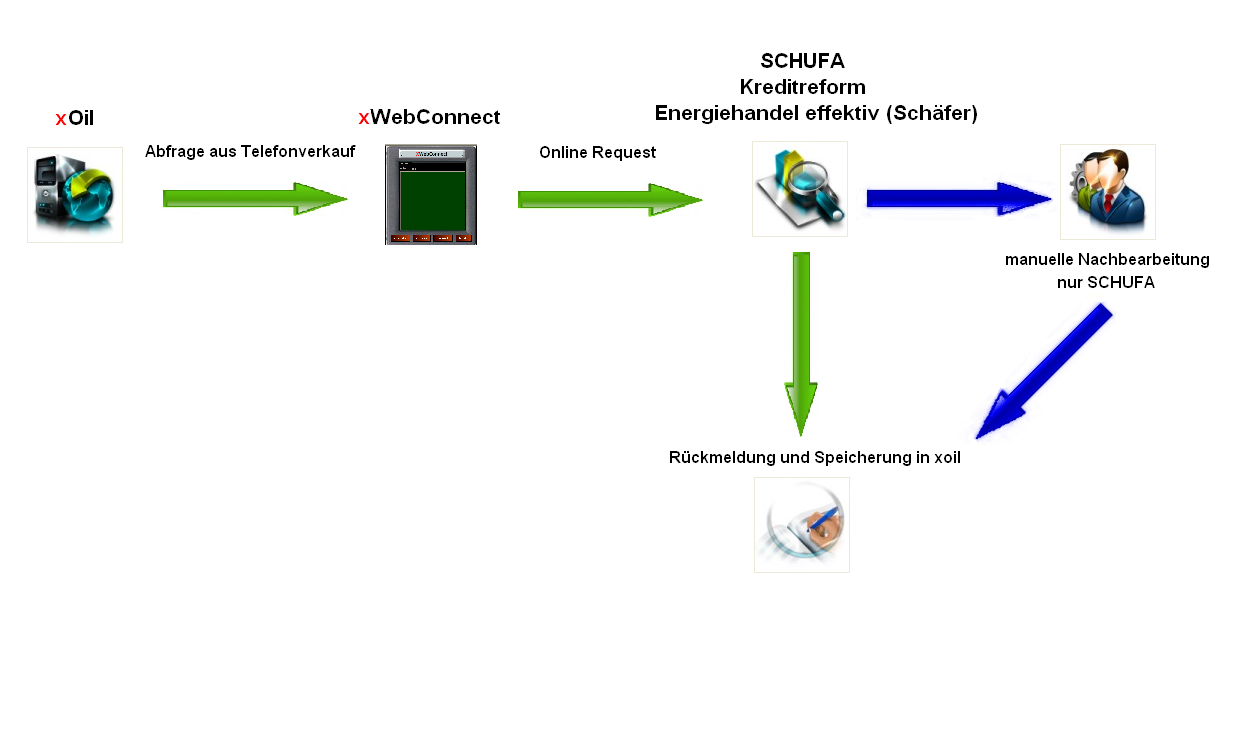 SCHUFA
Kreditreform
Energiehandel effektiv (Schäfer)
xOil
xWebConnect
Abfrage aus Telefonverkauf
Online Request
xWebConnect
manuelle Nachbearbeitung
nur SCHUFA
Rückmeldung und Speicherung in xoil